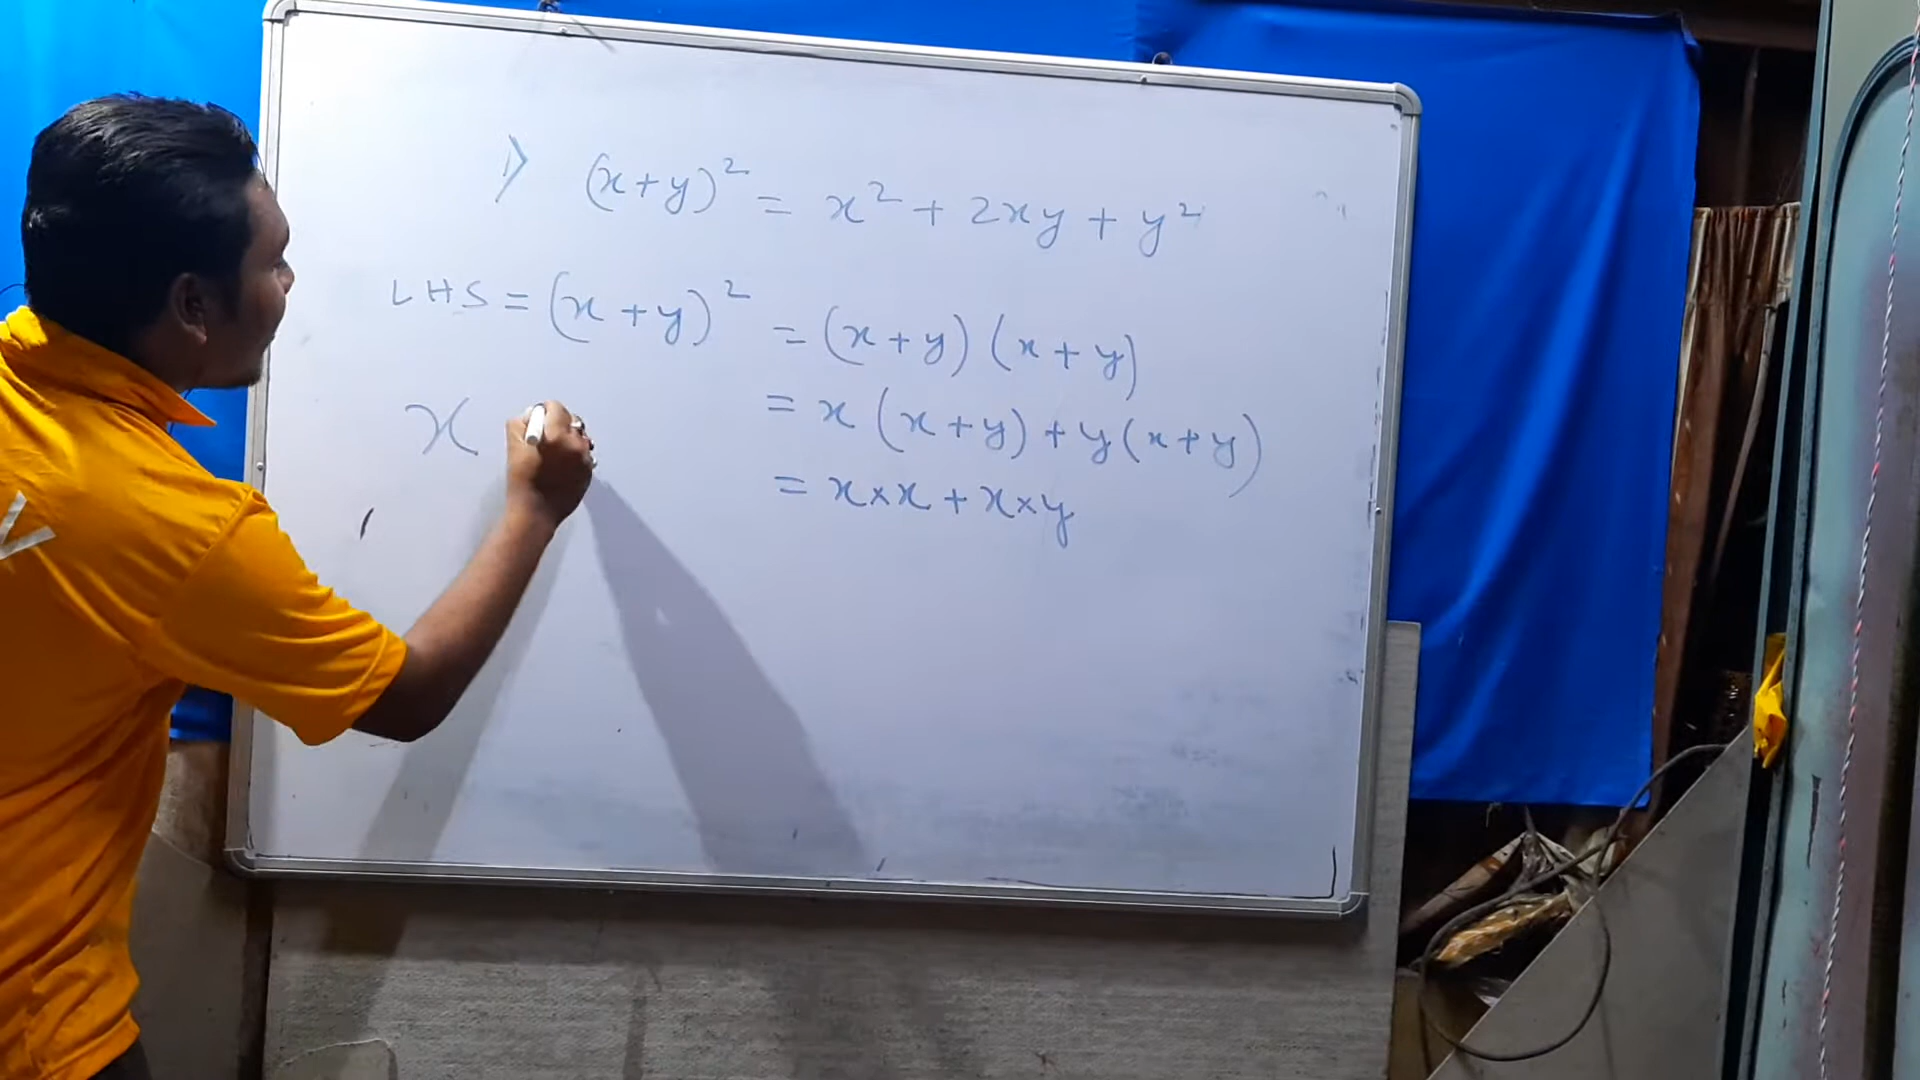 1) (x+y)² = x² + 2xy + y²
LHS = (x+y)² = (x+y) (x+y)
= x (x+y) + y (x+y)
= x×x + x×y
x